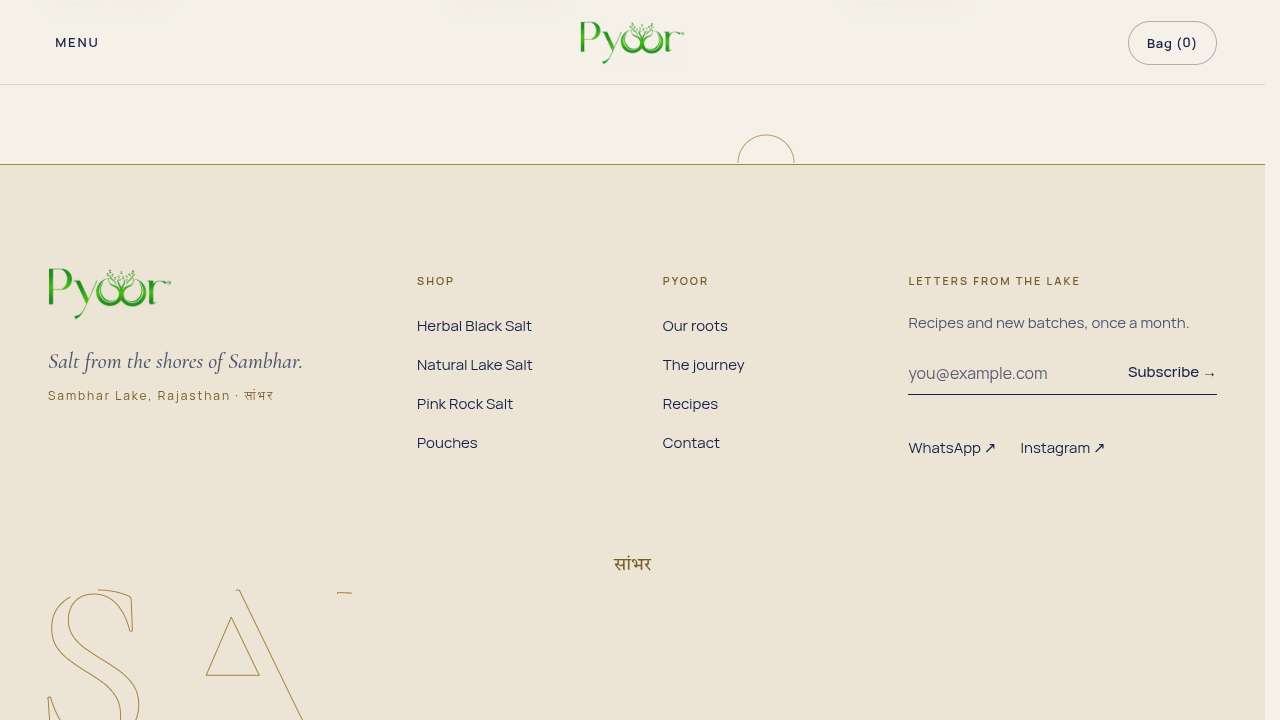 MENU
Pyoor
Bag (0)
Pyoor
Salt from the shores of Sambhar.
Sambhar Lake, Rajasthan · सांभर
SHOP
Herbal Black Salt
Natural Lake Salt
Pink Rock Salt
Pouches
PYOOR
Our roots
The journey
Recipes
Contact
LETTERS FROM THE LAKE
Recipes and new batches, once a month.
you@example.com
Subscribe →
WhatsApp ↗ Instagram ↗
सांभर
SA